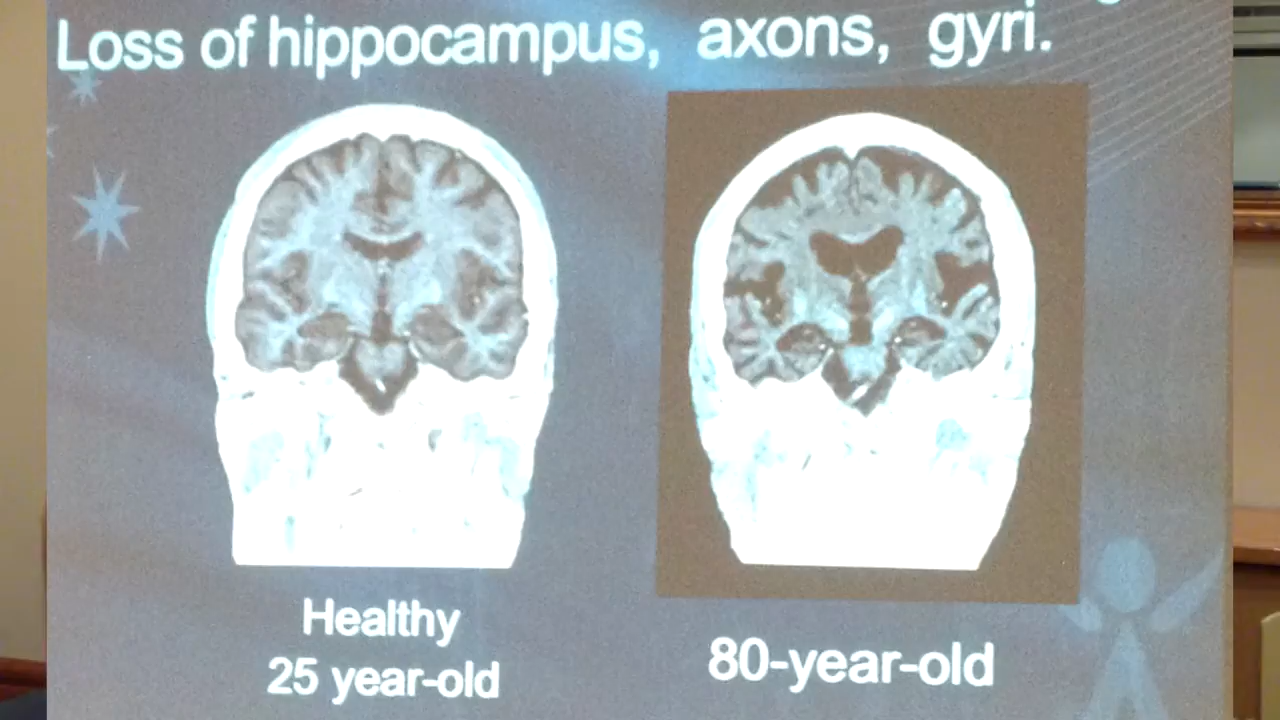 Loss of hippocampus, axons, gyri.
Healthy
25 year-old
80-year-old